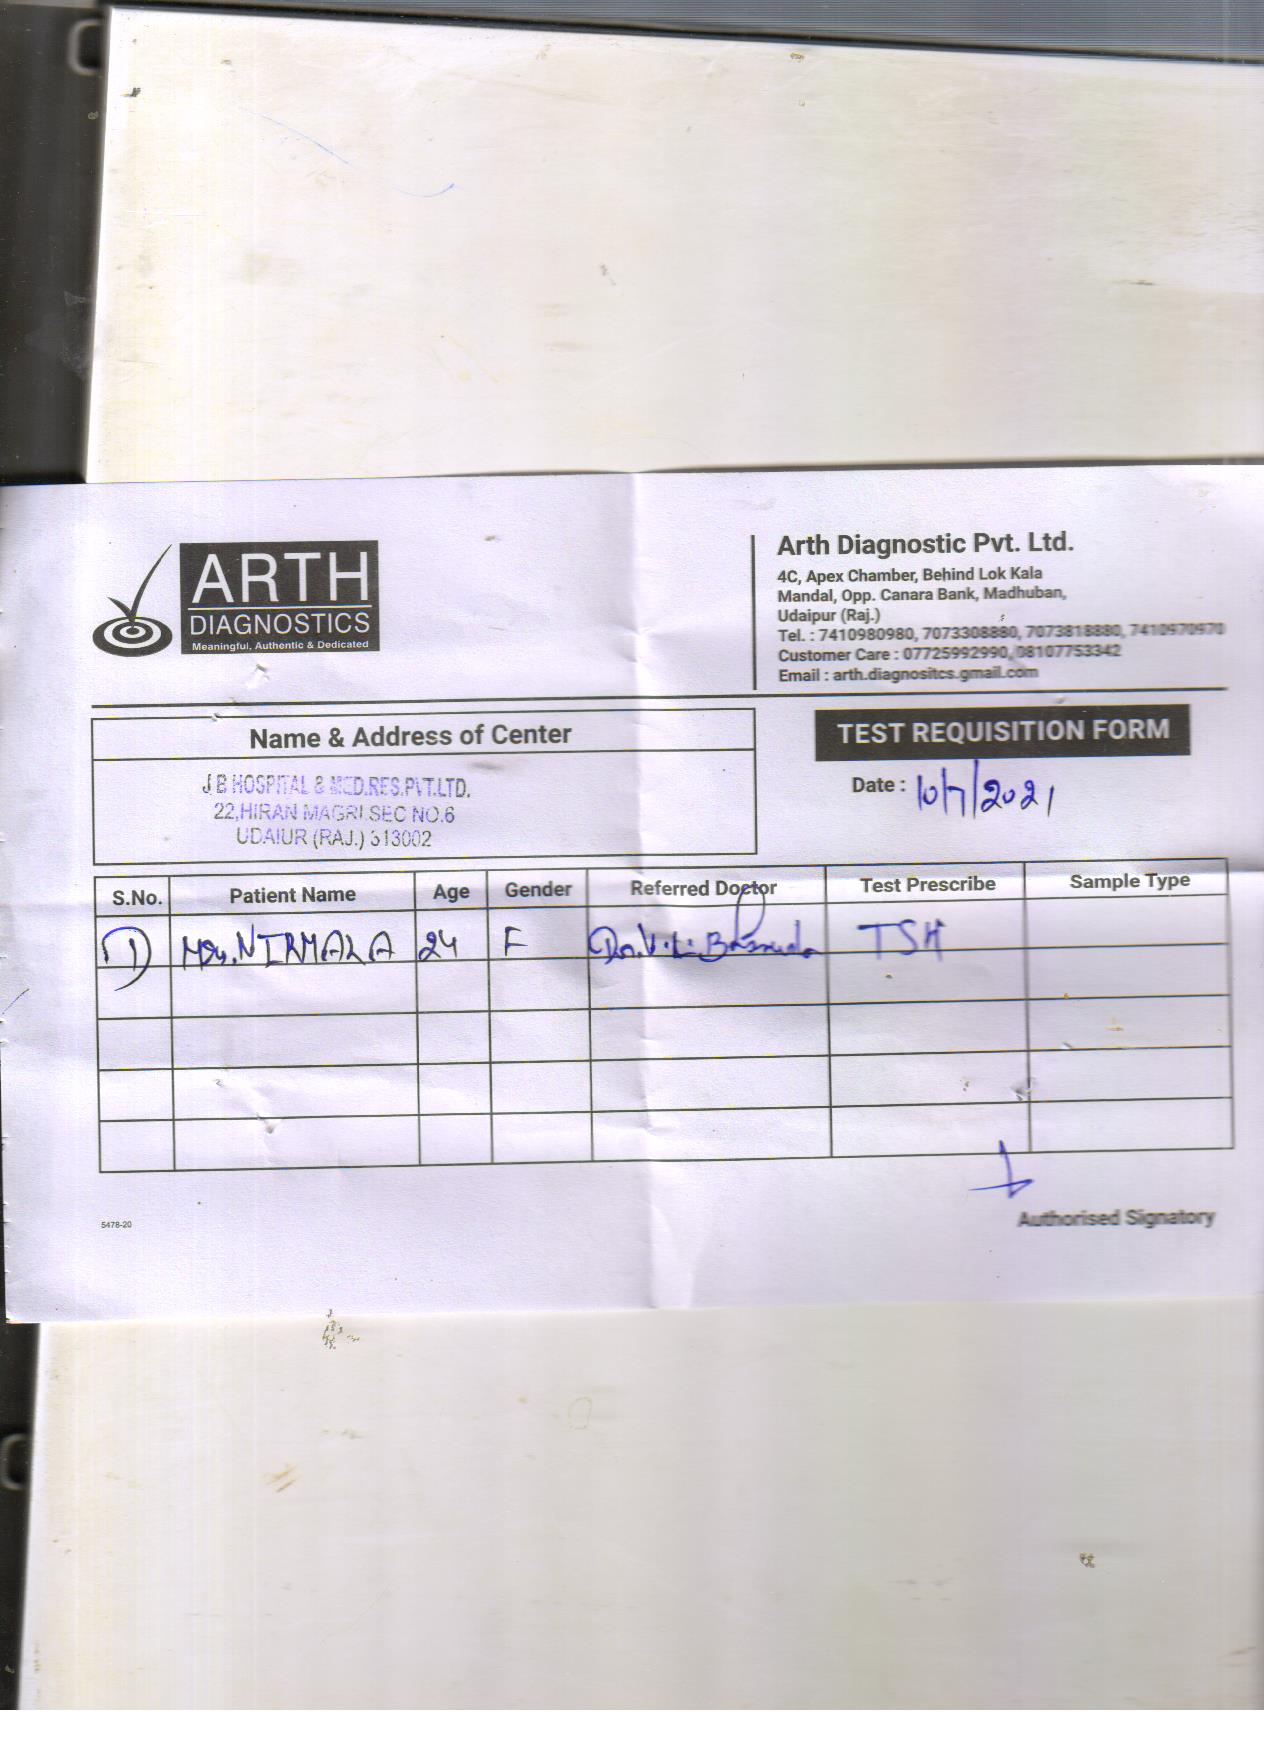 ARTH
DIAGNOSTICS
Meaningful, Authentic & Dedicated
Arth Diagnostic Pvt. Ltd.
4C, Apex Chamber, Behind Lok Kala
Mandal, Opp. Canara Bank, Madhuban,
Udaipur (Raj.)
Tel. : 7410980980, 7073308880, 7073818880, 7410970970
Customer Care : 07725992990, 08107753342
Email : arth.diagnositcs.gmail.com
Name & Address of Center
J B HOSPITAL & MED.RES.PVT.LTD.
22,HIRAN MAGRI SEC NO.6
UDAIUR (RAJ.) 313002
TEST REQUISITION FORM
Date : 10/7/2021
S.No. Patient Name Age Gender Referred Doctor Test Prescribe Sample Type
1) NIRMALA 24 F Dr. V.L. TSH
Authorised Signatory
5478-20